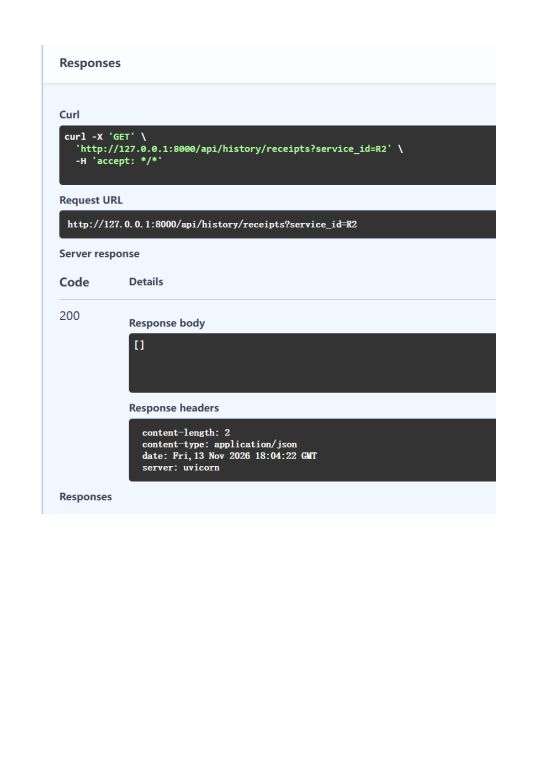 Responses
Curl
curl -X 'GET' \
  'http://127.0.0.1:8000/api/history/receipts?service_id=R2' \
  -H 'accept: */*'
Request URL
http://127.0.0.1:8000/api/history/receipts?service_id=R2
Server response
Code Details
200
Response body
[]
Response headers
content-length: 2
content-type: application/json
date: Fri,13 Nov 2026 18:04:22 GMT
server: uvicorn
Responses